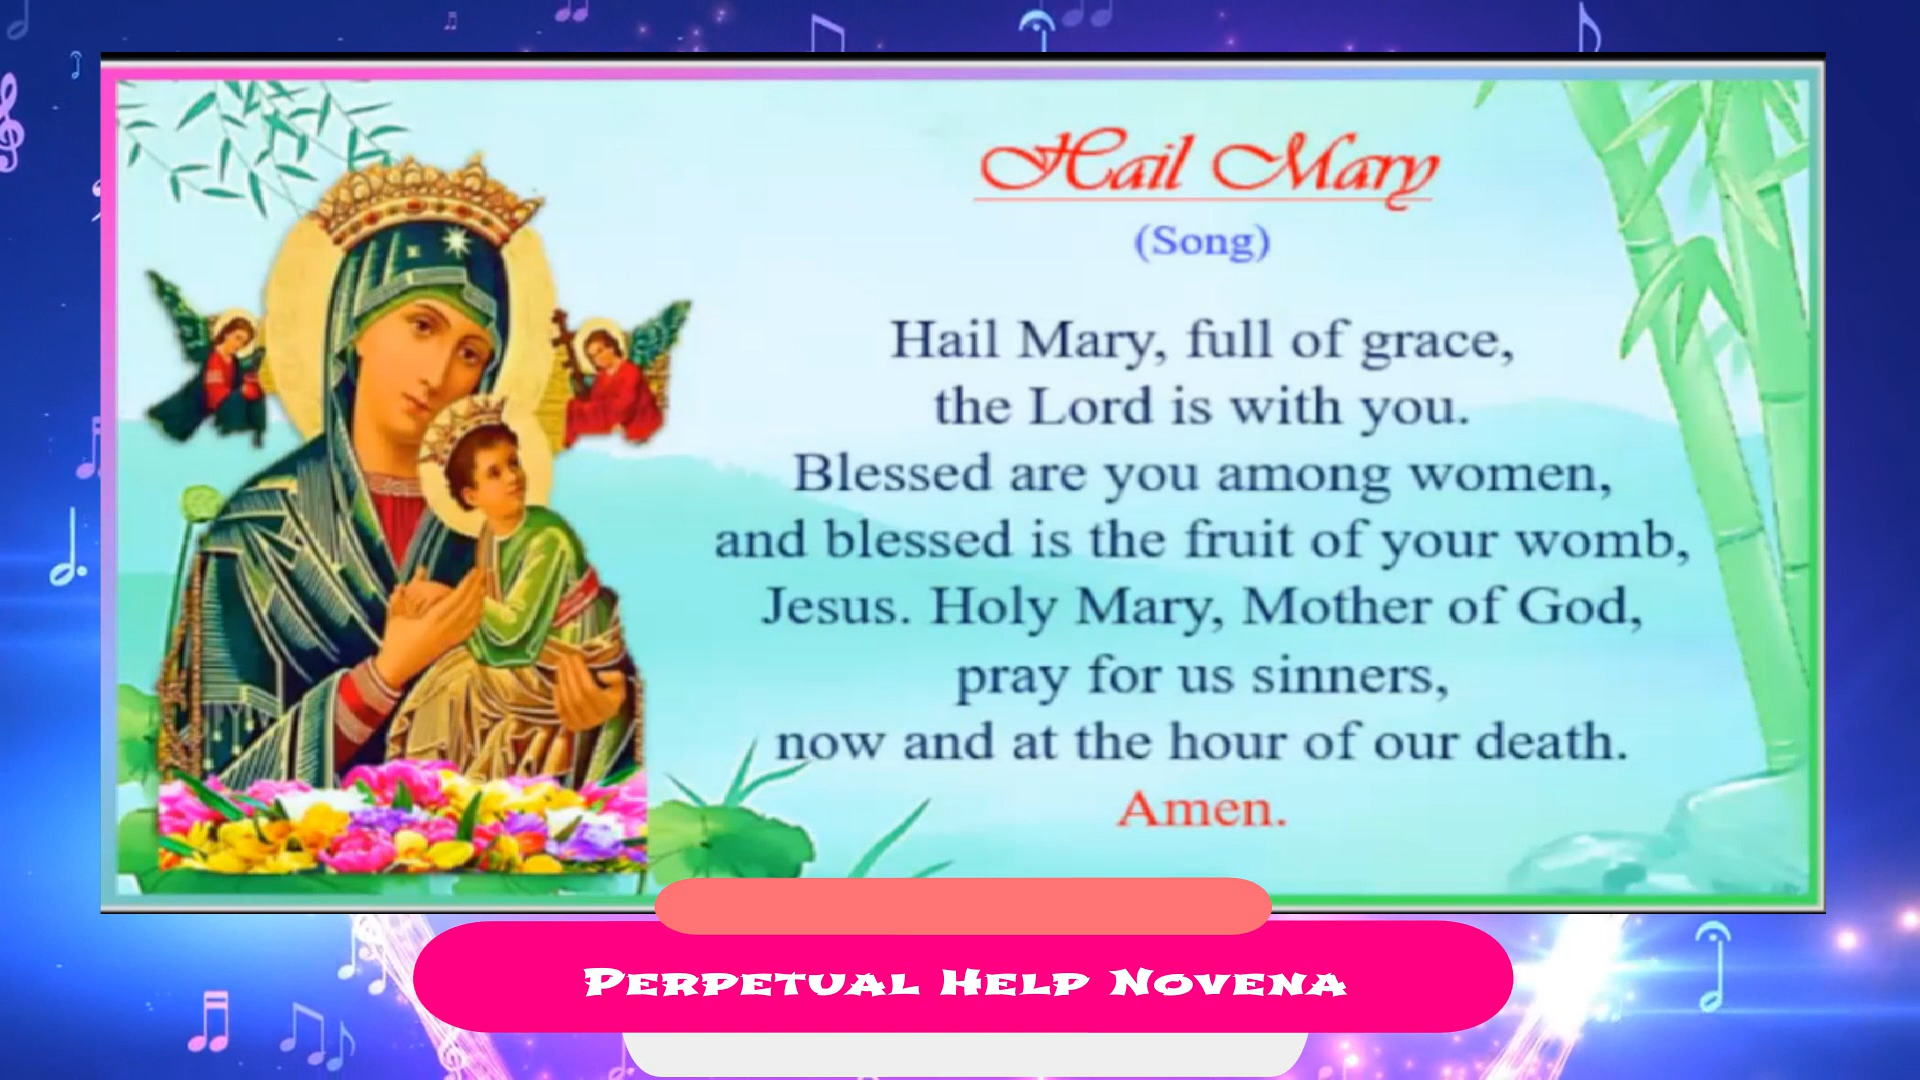 Hail Mary
(Song)
Hail Mary, full of grace,
the Lord is with you.
Blessed are you among women,
and blessed is the fruit of your womb,
Jesus. Holy Mary, Mother of God,
pray for us sinners,
now and at the hour of our death.
Amen.
Perpetual Help Novena